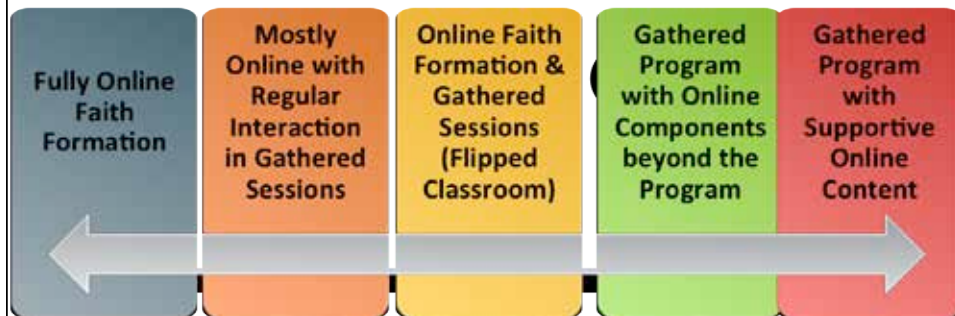 Fully Online
Faith
Formation
Mostly
Online with
Regular
Interaction
in Gathered
Sessions
Online Faith
Formation &
Gathered
Sessions
(Flipped
Classroom)
Gathered
Program
with Online
Components
beyond the
Program
Gathered
Program
with
Supportive
Online
Content